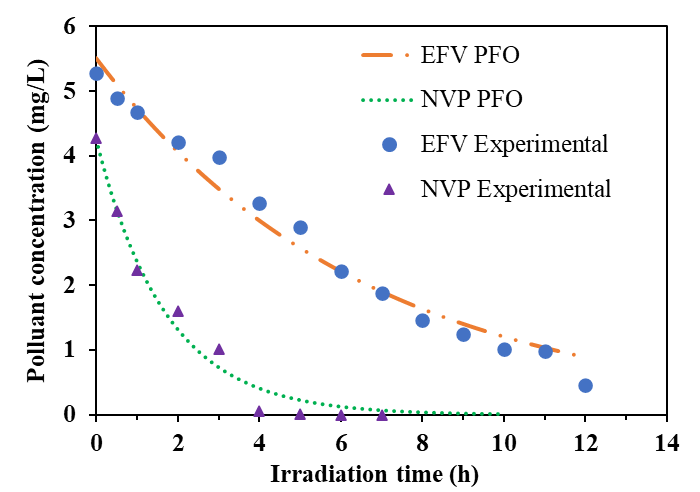 6
5
4
3
2
1
0
Polluant concentration (mg/L)
EFV PFO
NVP PFO
EFV Experimental
NVP Experimental
0 2 4 6 8 10 12 14
Irradiation time (h)